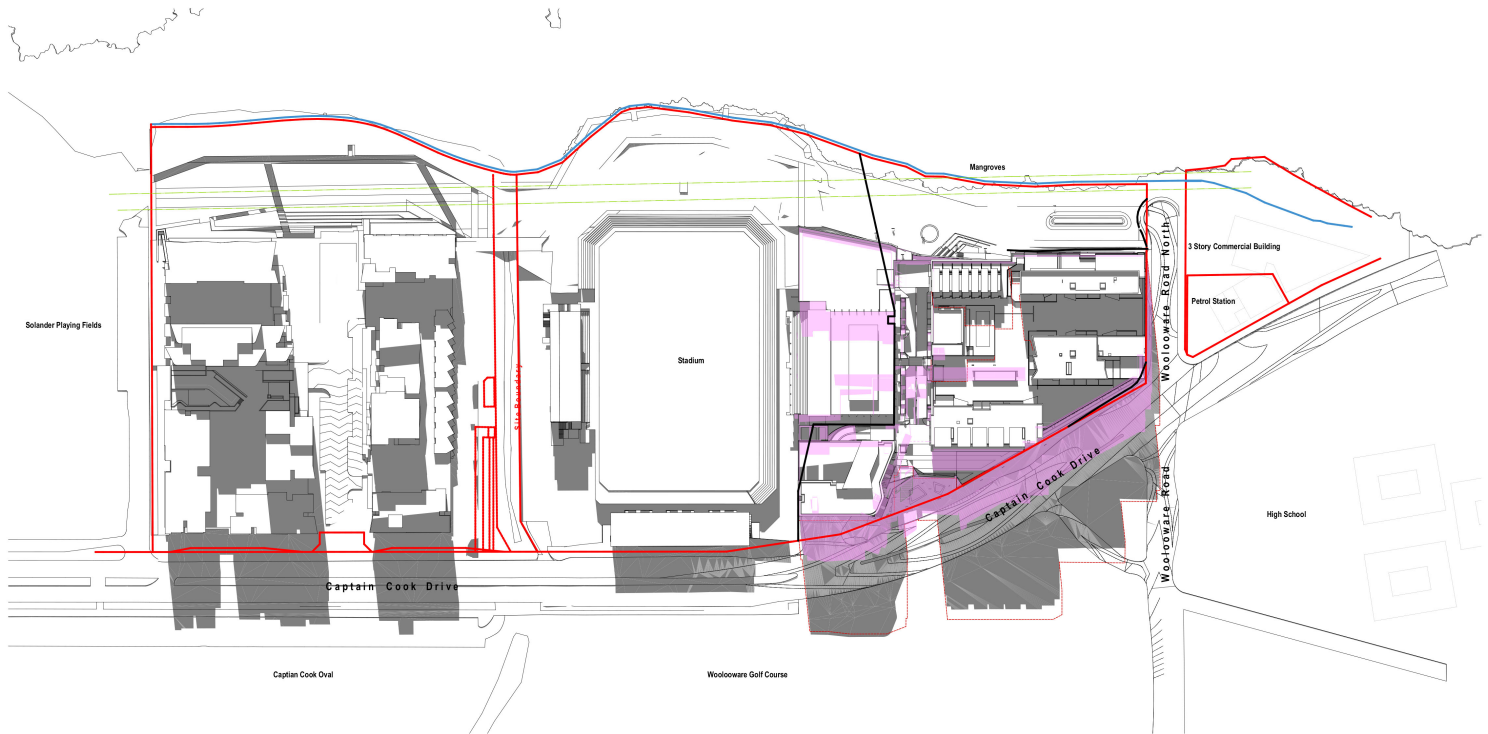 Mangroves
Woolooware Road North
3 Story Commercial Building
Petrol Station
Solander Playing Fields
Stadium
Site Boundary
Captain Cook Drive
Woolooware Road
High School
Captain Cook Drive
Captian Cook Oval
Woolooware Golf Course